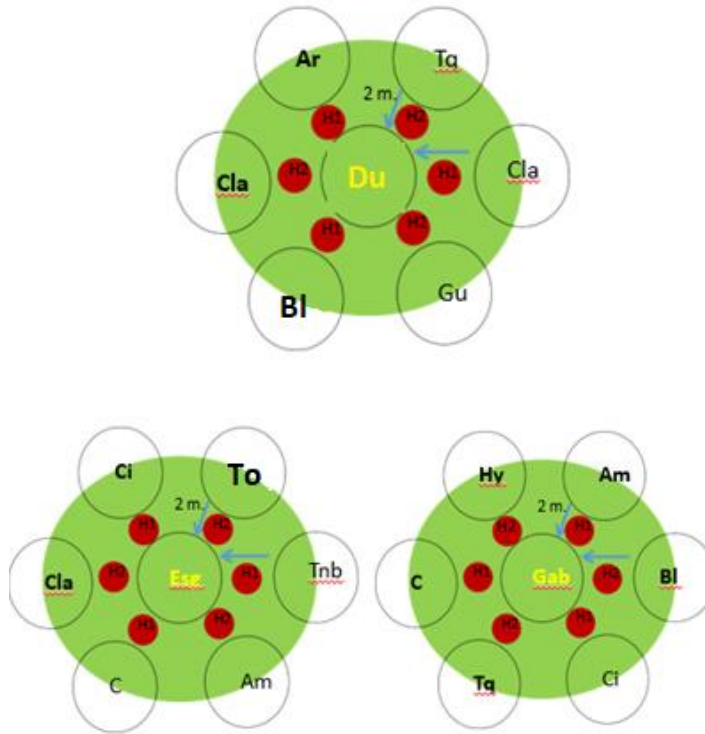 Ar Tq
2 m.
H1 H2
Cla H2 Du H1 Cla
H1 H2
Bl Gu
Ci To
2 m.
H1 H2
Cla H2 Esg H1 Tnb
H1 H2
C Am
Hy Am
2 m.
H2 H1
C H1 Gab H2 Bl
H2 H1
Tq Ci